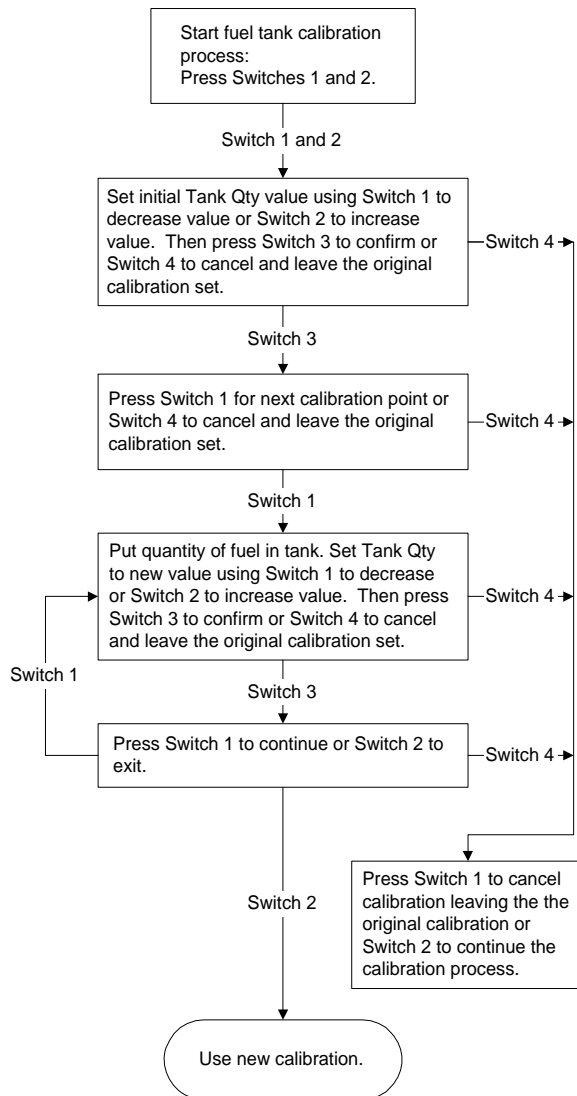 Start fuel tank calibration
process:
Press Switches 1 and 2.
Switch 1 and 2
Set initial Tank Qty value using Switch 1 to
decrease value or Switch 2 to increase
value.  Then press Switch 3 to confirm or
Switch 4 to cancel and leave the original
calibration set.
Switch 4
Switch 3
Press Switch 1 for next calibration point or
Switch 4 to cancel and leave the original
calibration set.
Switch 4
Switch 1
Put quantity of fuel in tank. Set Tank Qty
to new value using Switch 1 to decrease
or Switch 2 to increase value.  Then press
Switch 3 to confirm or Switch 4 to cancel
and leave the original calibration set.
Switch 4
Switch 1
Switch 3
Press Switch 1 to continue or Switch 2 to
exit.
Switch 4
Switch 2
Press Switch 1 to cancel
calibration leaving the the
original calibration or
Switch 2 to continue the
calibration process.
Use new calibration.